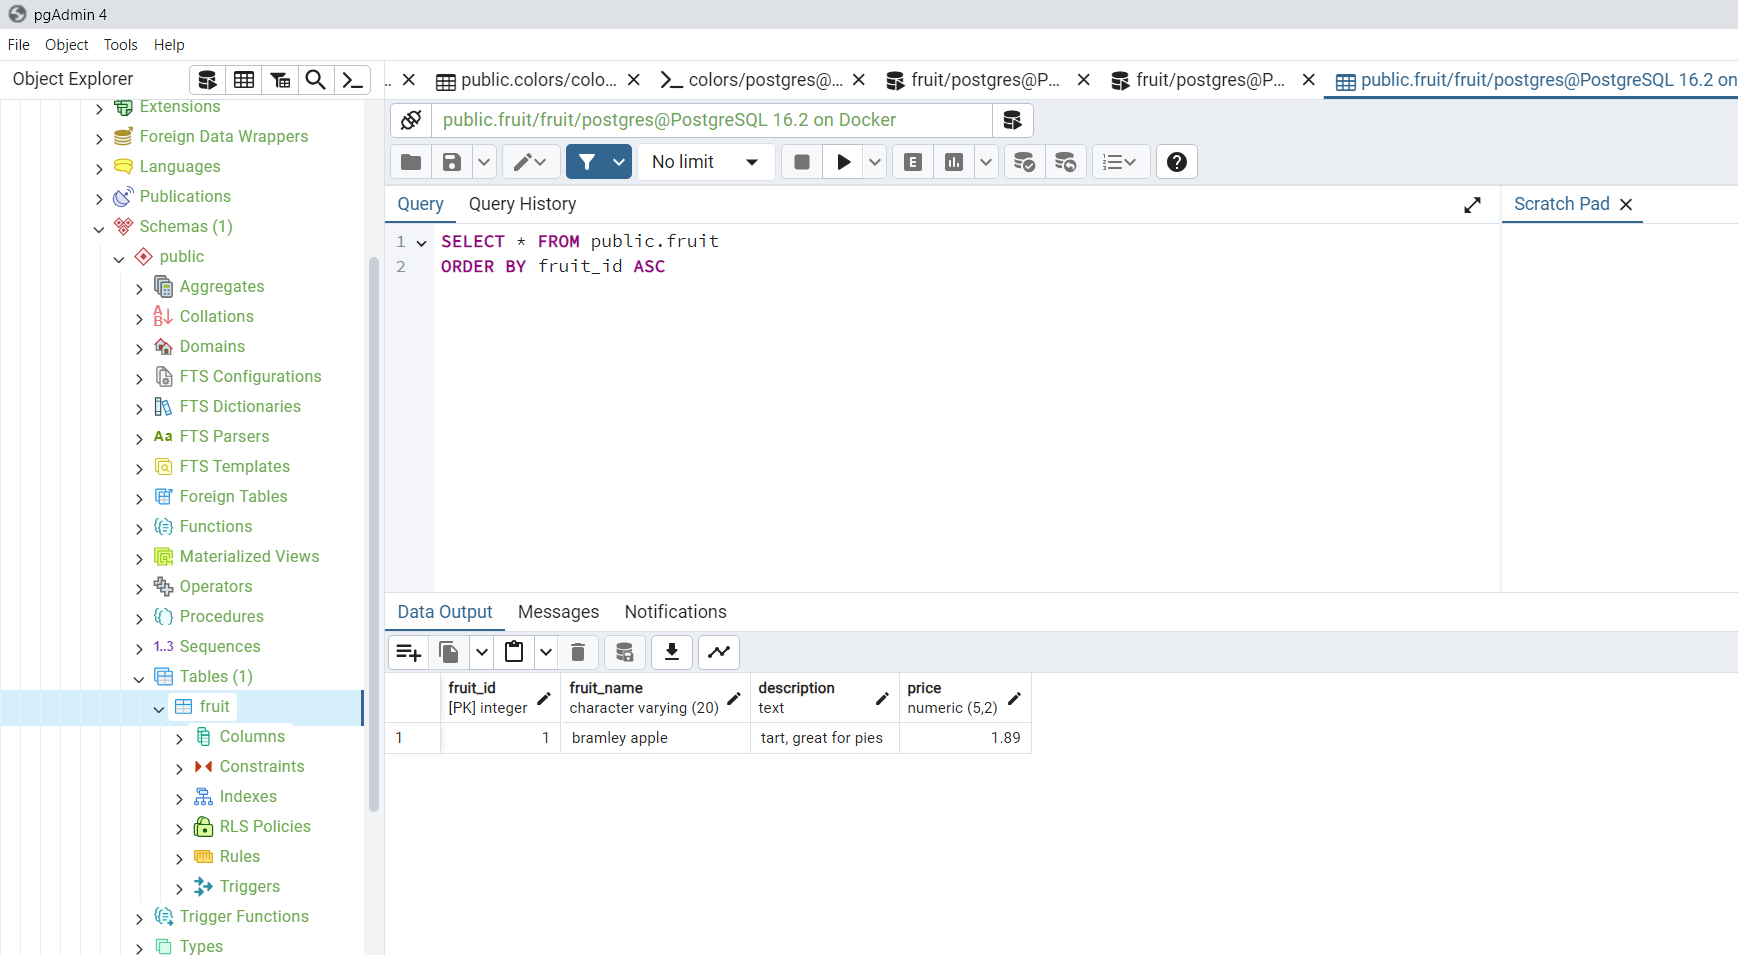 pgAdmin 4
File Object Tools Help
Object Explorer
.. public.colors/colo... colors/postgres@... fruit/postgres@P... fruit/postgres@P... public.fruit/fruit/postgres@PostgreSQL 16.2 on
public.fruit/fruit/postgres@PostgreSQL 16.2 on Docker
No limit
E
Query Query History
Scratch Pad
1 SELECT * FROM public.fruit
2 ORDER BY fruit_id ASC
Extensions
Foreign Data Wrappers
Languages
Publications
Schemas (1)
public
Aggregates
Collations
Domains
FTS Configurations
FTS Dictionaries
Aa FTS Parsers
FTS Templates
Foreign Tables
Functions
Materialized Views
Operators
Procedures
1..3 Sequences
Tables (1)
fruit
Columns
Constraints
Indexes
RLS Policies
Rules
Triggers
Trigger Functions
Types
Data Output Messages Notifications
fruit_id fruit_name description price
[PK] integer character varying (20) text numeric (5,2)
1 1 bramley apple tart, great for pies 1.89